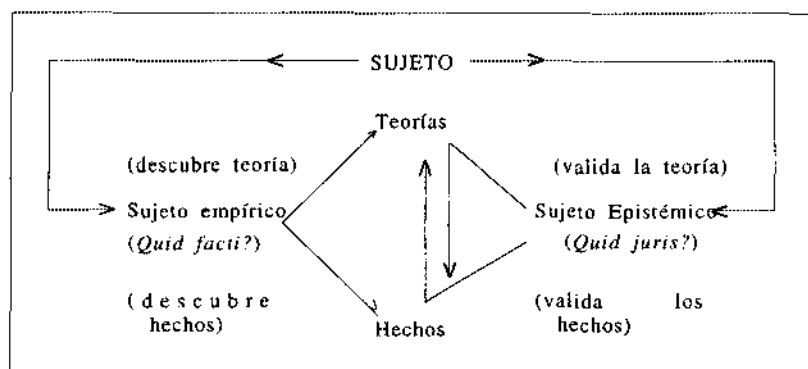 SUJETO
Teorías
(descubre teoría)
(valida la teoría)
Sujeto empírico
Sujeto Epistémico
(Quid facti?)
(Quid juris?)
(descubre
(valida los
hechos)
hechos)
Hechos